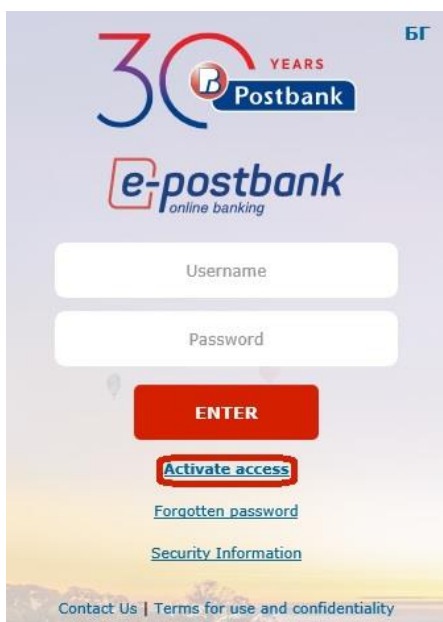 БГ
30 YEARS
Postbank
e-postbank
online banking
Username
Password
ENTER
Activate access
Forgotten password
Security Information
Contact Us | Terms for use and confidentiality